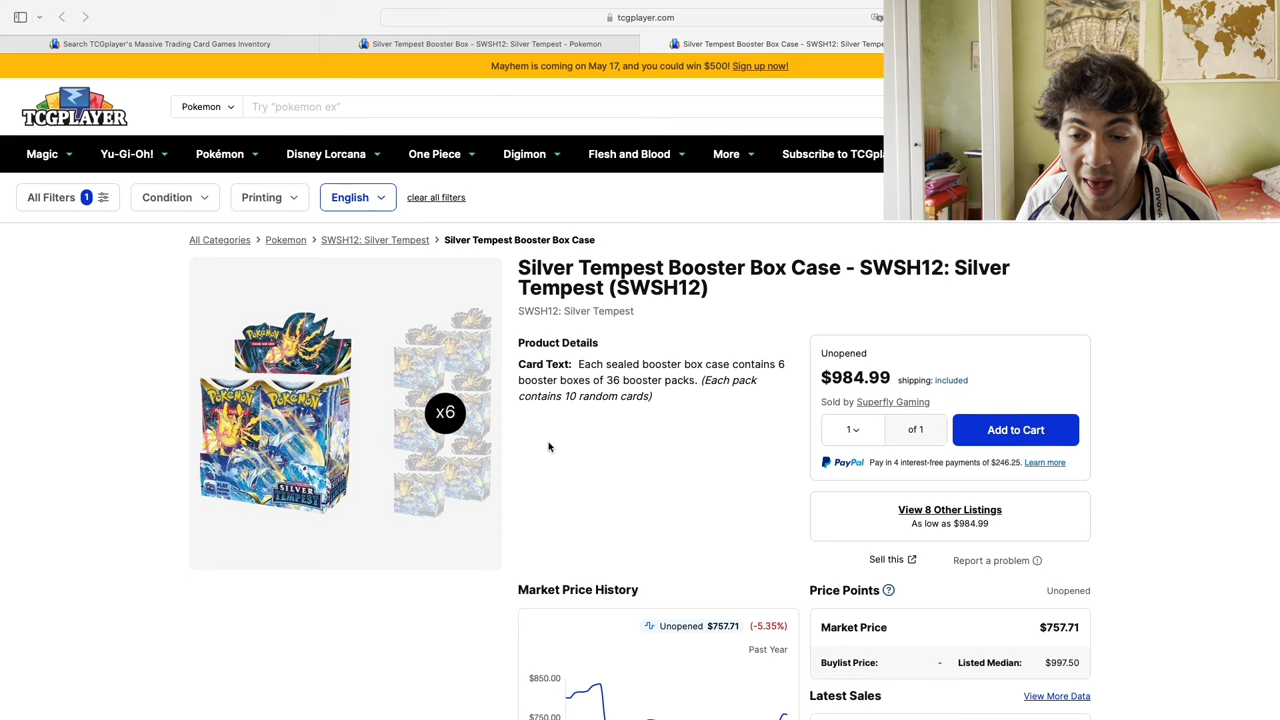 tcgplayer.com
Search TCGplayer's Massive Trading Card Games Inventory
Silver Tempest Booster Box - SWSH12: Silver Tempest - Pokemon
Silver Tempest Booster Box Case - SWSH12: Silver Tempe
Mayhem is coming on May 17, and you could win $500! Sign up now!
TCGPLAYER
Pokemon
Try "pokemon ex"
Magic Yu-Gi-Oh! Pokémon Disney Lorcana One Piece Digimon Flesh and Blood More Subscribe to TCGpla
All Filters 1 Condition Printing English clear all filters
All Categories > Pokemon > SWSH12: Silver Tempest > Silver Tempest Booster Box Case
Silver Tempest Booster Box Case - SWSH12: Silver
Tempest (SWSH12)
SWSH12: Silver Tempest
Product Details
Card Text: Each sealed booster box case contains 6
booster boxes of 36 booster packs. (Each pack
contains 10 random cards)
POKÉMON
POKÉMON
POKÉMON
SILVER
TEMPEST
x6
Unopened
$984.99 shipping: included
Sold by Superfly Gaming
1 of 1 Add to Cart
PayPal Pay in 4 interest-free payments of $246.25. Learn more
View 8 Other Listings
As low as $984.99
Sell this Report a problem
Market Price History
Unopened $757.71 (-5.35%)
Past Year
$850.00
$750.00
Price Points ? Unopened
Market Price $757.71
Buylist Price: - Listed Median: $997.50
Latest Sales View More Data
GIVOVA